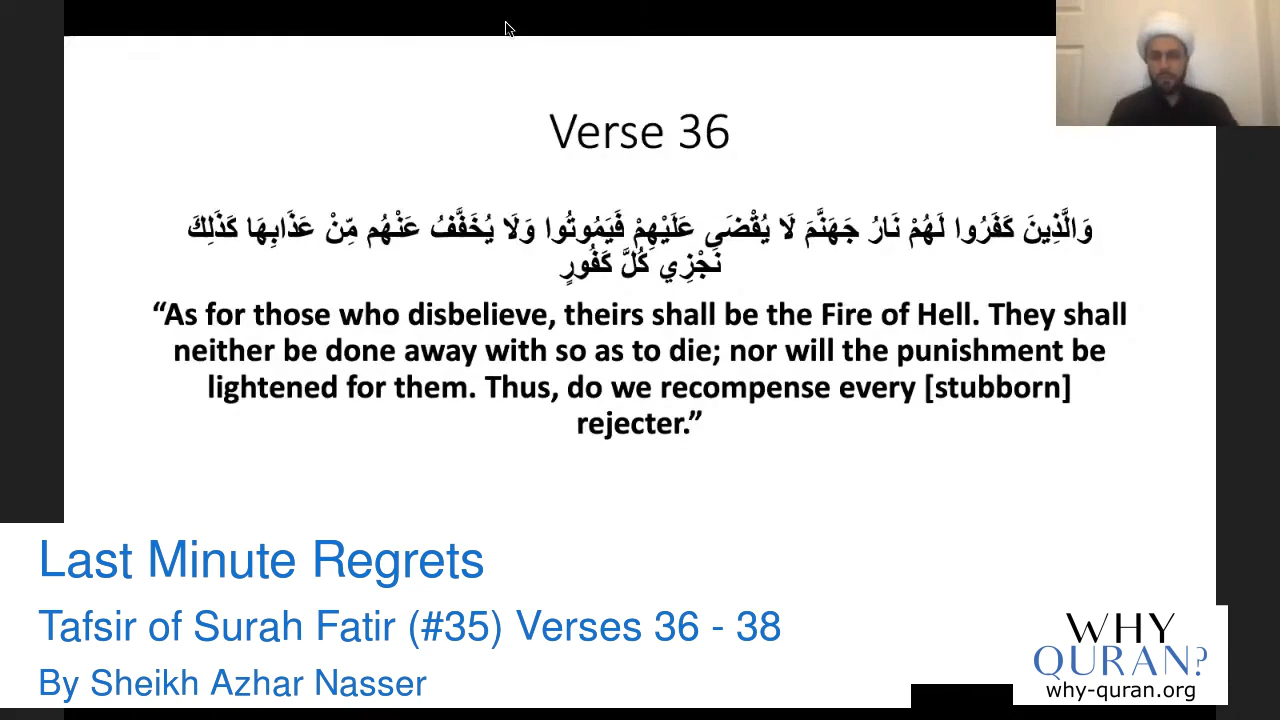 Verse 36
وَالَّذِينَ كَفَرُوا لَهُمْ نَارُ جَهَنَّمَ لَا يُقْضَى عَلَيْهِمْ فَيَمُوتُوا وَلَا يُخَفَّفُ عَنْهُم مِّنْ عَذَابِهَا كَذَلِكَ
نَجْزِي كُلَّ كَفُورٍ
“As for those who disbelieve, theirs shall be the Fire of Hell. They shall
neither be done away with so as to die; nor will the punishment be
lightened for them. Thus, do we recompense every [stubborn]
rejecter.”
Last Minute Regrets
Tafsir of Surah Fatir (#35) Verses 36 - 38
By Sheikh Azhar Nasser
WHY
QURAN?
why-quran.org